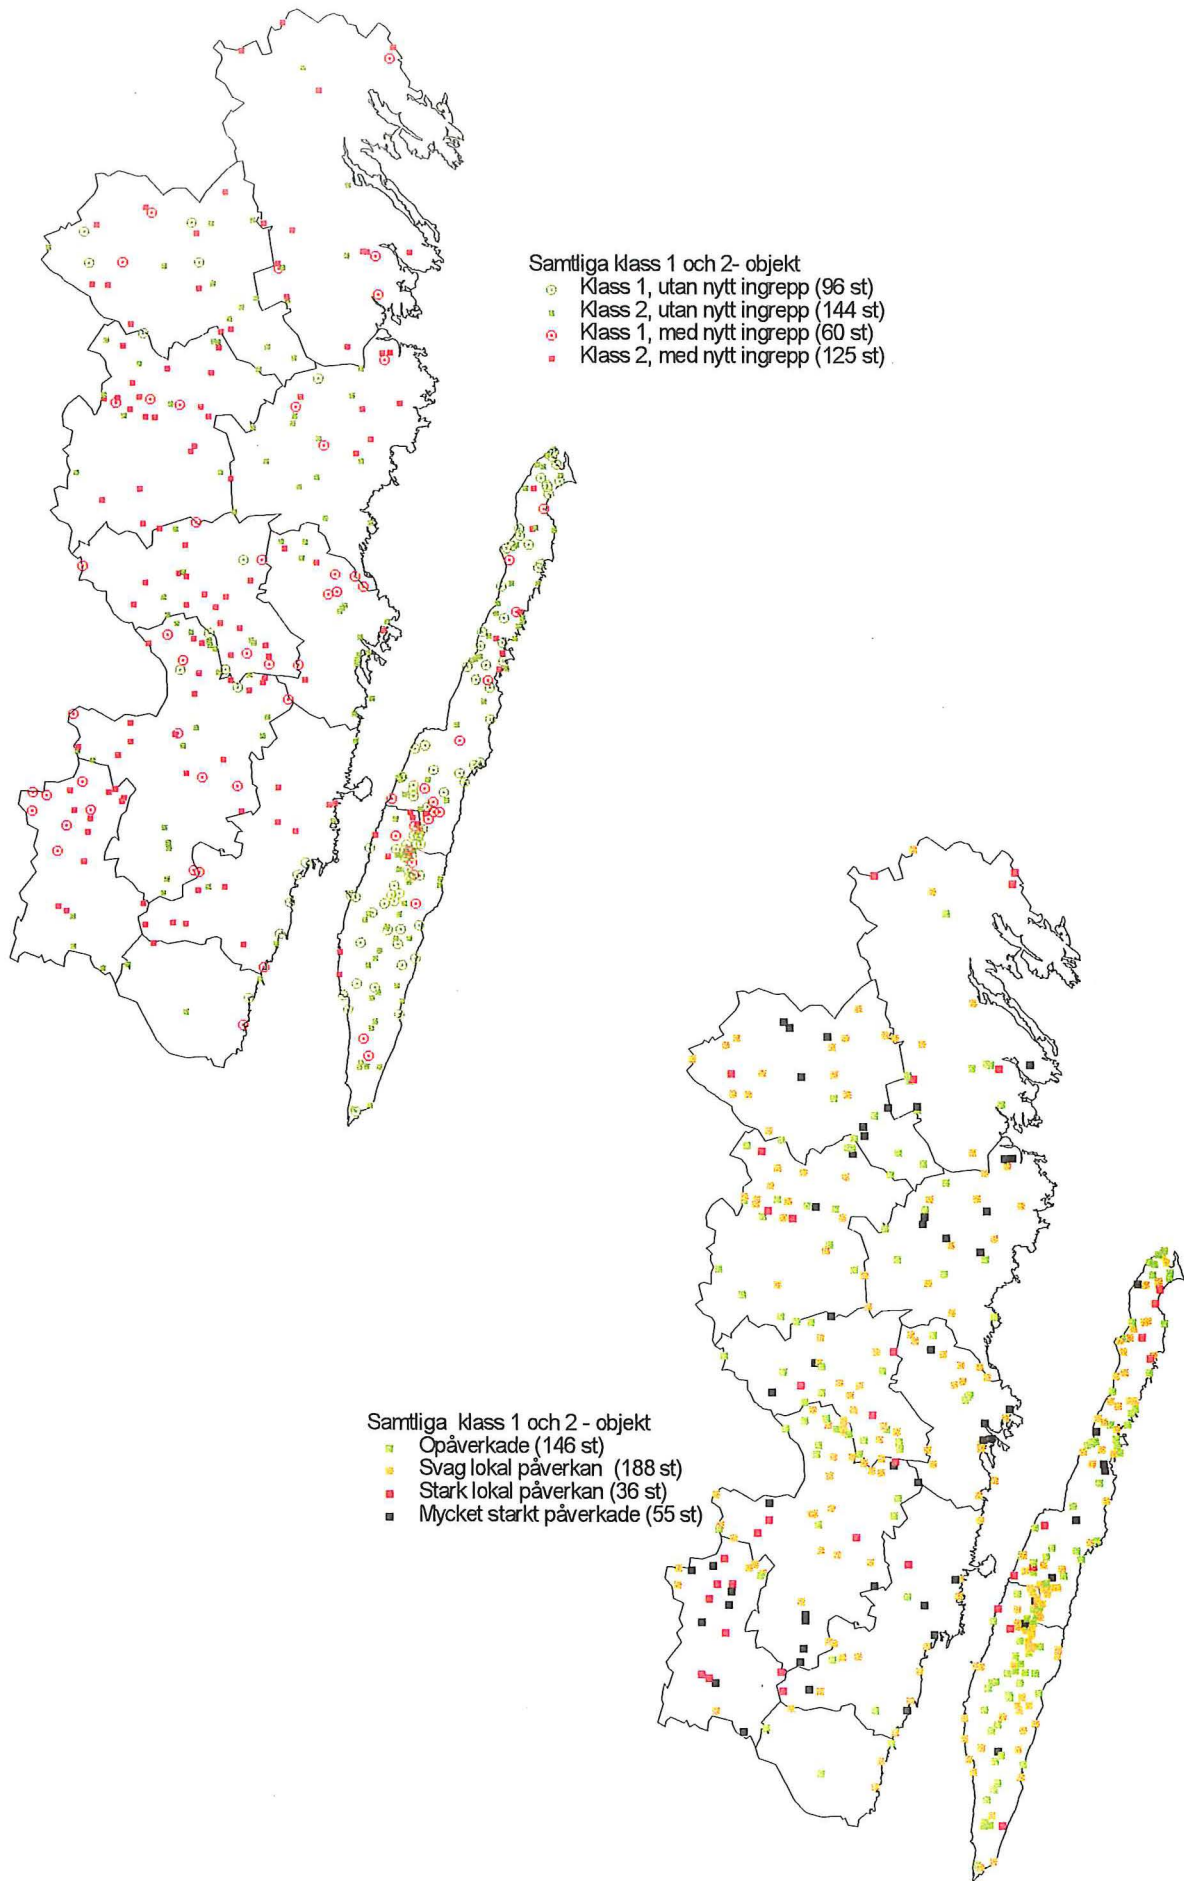 Samtliga klass 1 och 2- objekt
Klass 1, utan nytt ingrepp (96 st)
Klass 2, utan nytt ingrepp (144 st)
Klass 1, med nytt ingrepp (60 st)
Klass 2, med nytt ingrepp (125 st)
Samtliga klass 1 och 2 - objekt
Opåverkade (146 st)
Svag lokal påverkan (188 st)
Stark lokal påverkan (36 st)
Mycket starkt påverkade (55 st)